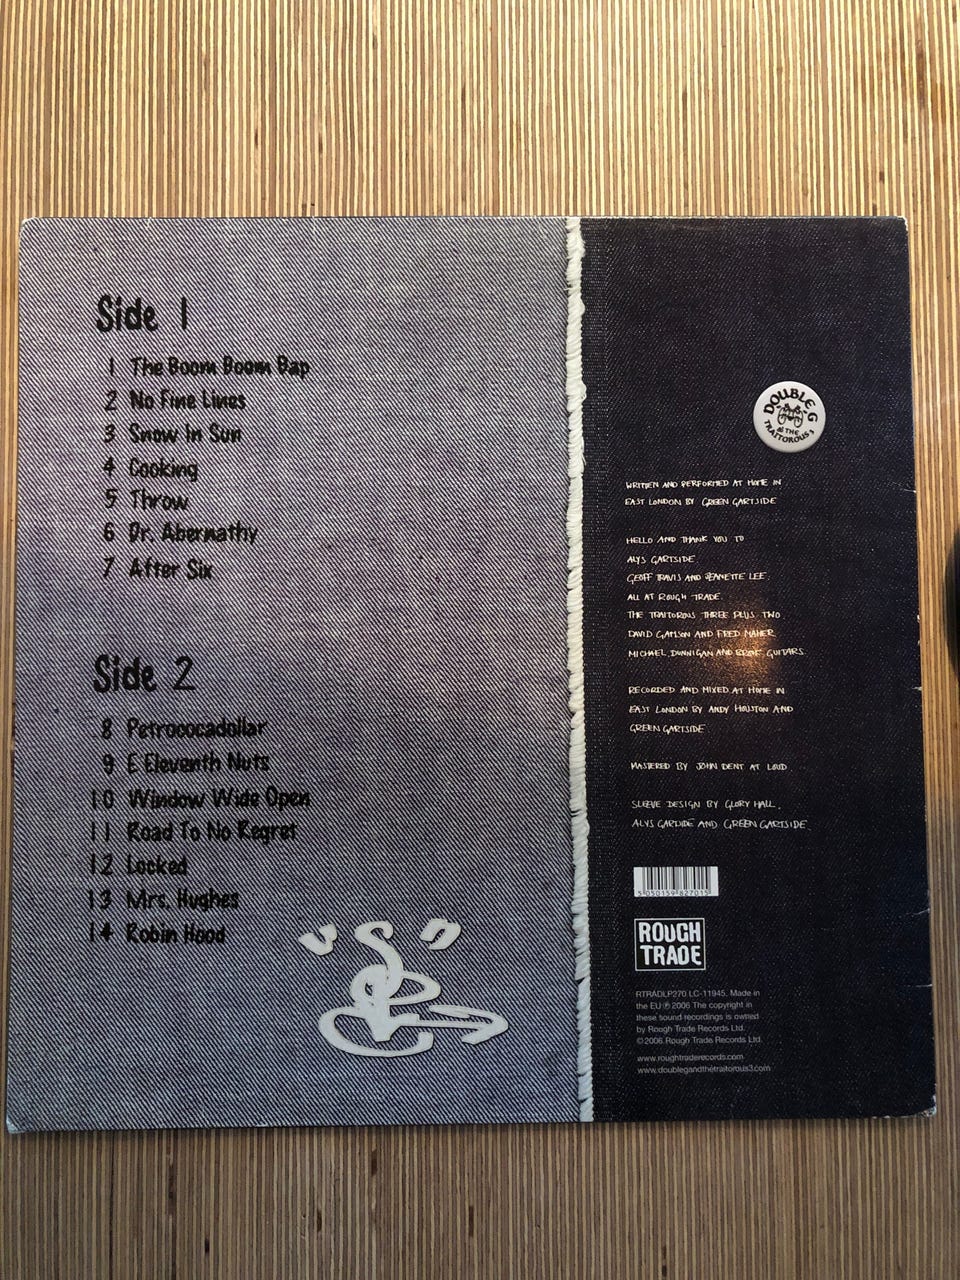 Side 1
1 The Boom Boom Bap
2 No Fine Lines
3 Snow In Sun
4 Cooking
5 Throw
6 Dr. Abernathy
7 After Six
Side 2
8 Petrococadollar
9 E Eleventh Nuts
10 Window Wide Open
11 Road To No Regret
12 Locked
13 Mrs. Hughes
14 Robin Hood
DOUBLE G
& THE
TRAITOROUS 3
WRITTEN AND PERFORMED AT HOME IN
EAST LONDON BY GREEN GARTSIDE
HELLO AND THANK YOU TO
ALYS GARTSIDE.
GEOFF TRAVIS AND JEANETTE LEE.
ALL AT ROUGH TRADE.
THE TRAITOROUS THREE PLUS TWO
DAVID GAMSON AND FRED MAHER
MICHAEL DUNNIGAN AND BROOK GUITARS.
RECORDED AND MIXED AT HOME IN
EAST LONDON BY ANDY HOUSTON AND
GREEN GARTSIDE
MASTERED BY JOHN DENT AT LOUD
SLEEVE DESIGN BY GLORY HALL,
ALYS GARTSIDE AND GREEN GARTSIDE.
5 050159 827015
ROUGH
TRADE
RTRADLP270 LC-11945. Made in
the EU ℗ 2006 The copyright in
these sound recordings is owned
by Rough Trade Records Ltd.
© 2006 Rough Trade Records Ltd.
www.roughtraderecords.com
www.doublegandthetraitorous3.com